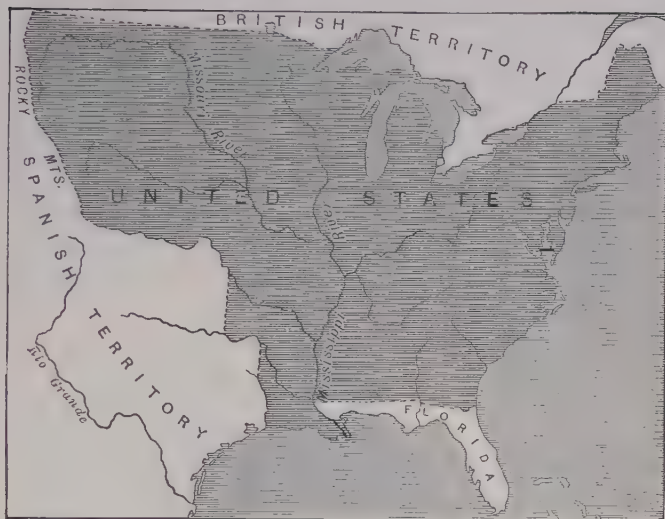 BRITISH TERRITORY
ROCKY MTS.
Missouri River
SPANISH TERRITORY
UNITED STATES
Mississippi River
Rio Grande
FLORIDA